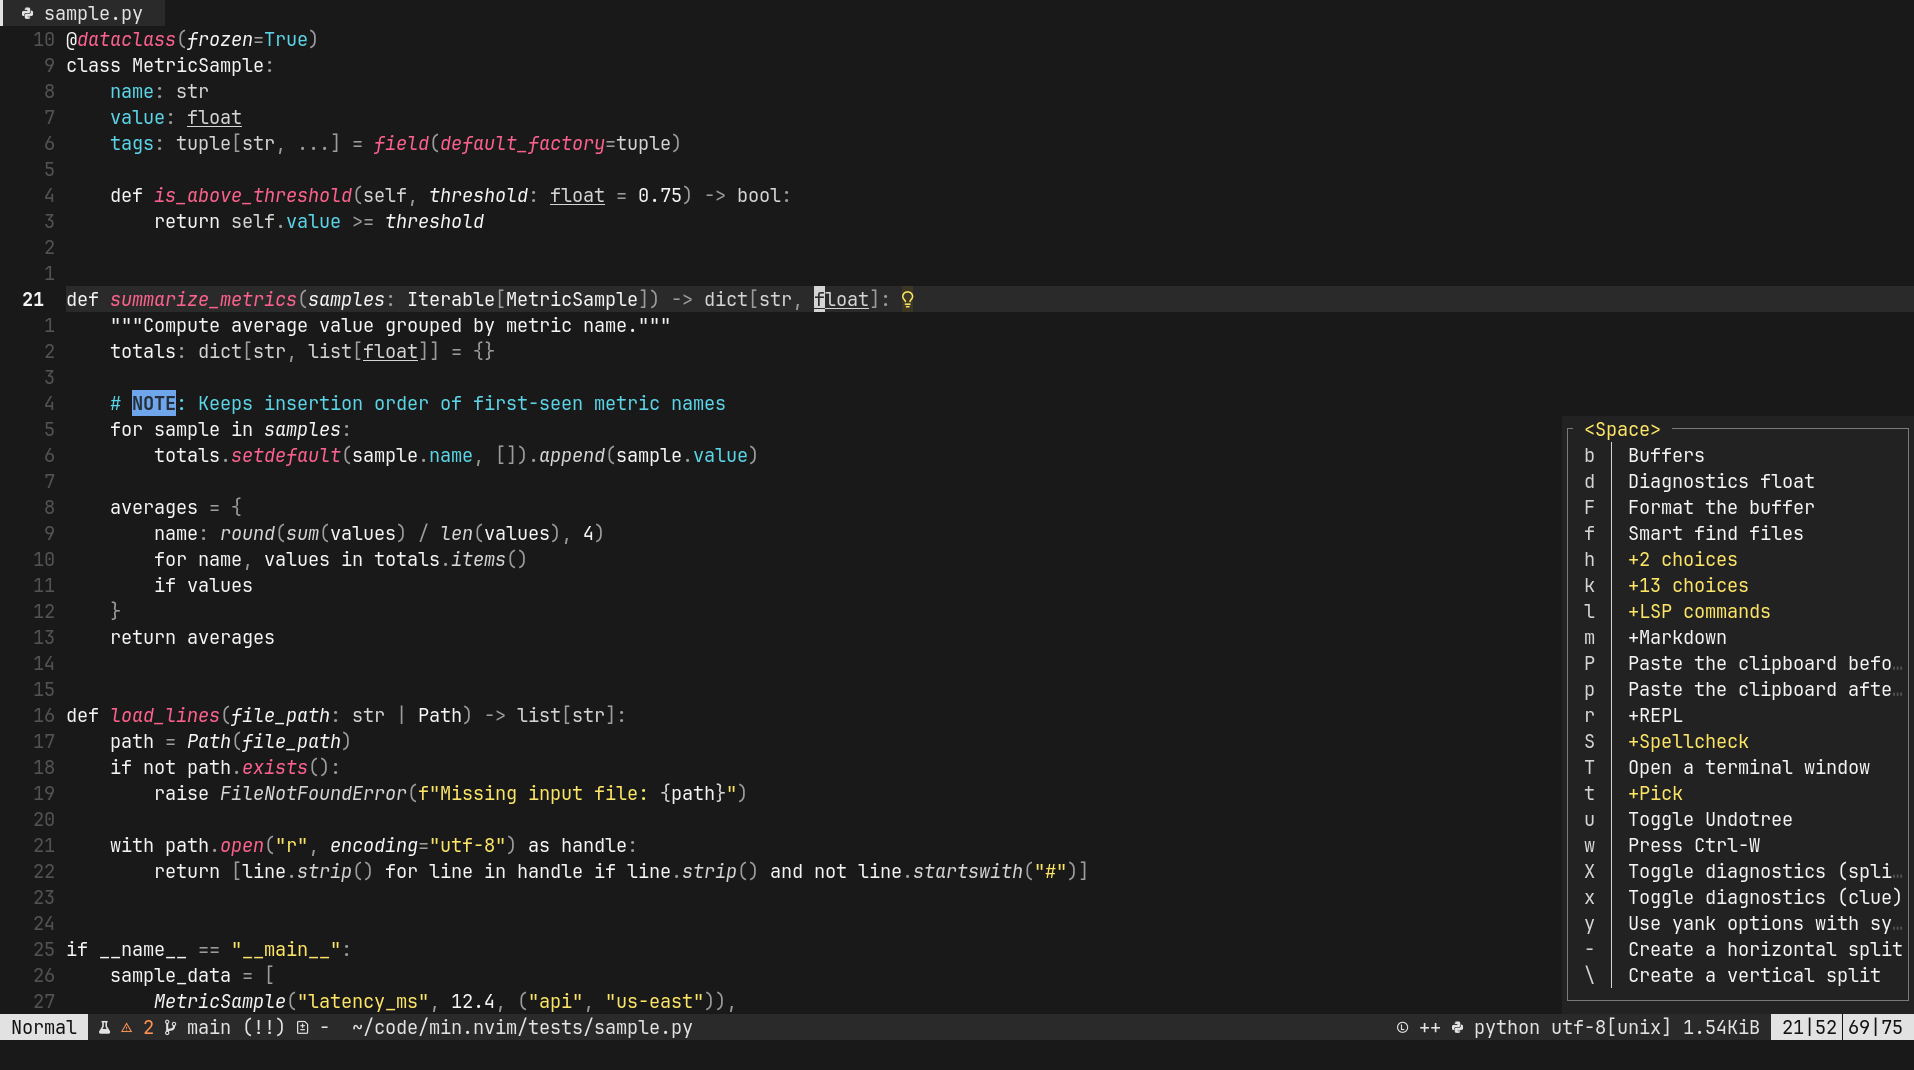 sample.py
10 @dataclass(frozen=True)
9 class MetricSample:
8     name: str
7     value: float
6     tags: tuple[str, ...] = field(default_factory=tuple)
5
4     def is_above_threshold(self, threshold: float = 0.75) -> bool:
3         return self.value >= threshold
2
1
21 def summarize_metrics(samples: Iterable[MetricSample]) -> dict[str, float]:
1     """Compute average value grouped by metric name."""
2     totals: dict[str, list[float]] = {}
3
4     # NOTE: Keeps insertion order of first-seen metric names
5     for sample in samples:
6         totals.setdefault(sample.name, []).append(sample.value)
7
8     averages = {
9         name: round(sum(values) / len(values), 4)
10         for name, values in totals.items()
11         if values
12     }
13     return averages
14
15
16 def load_lines(file_path: str | Path) -> list[str]:
17     path = Path(file_path)
18     if not path.exists():
19         raise FileNotFoundError(f"Missing input file: {path}")
20
21     with path.open("r", encoding="utf-8") as handle:
22         return [line.strip() for line in handle if line.strip() and not line.startswith("#")]
23
24
25 if __name__ == "__main__":
26     sample_data = [
27         MetricSample("latency_ms", 12.4, ("api", "us-east")),
<Space>
b │ Buffers
d │ Diagnostics float
F │ Format the buffer
f │ Smart find files
h │ +2 choices
k │ +13 choices
l │ +LSP commands
m │ +Markdown
P │ Paste the clipboard befo…
p │ Paste the clipboard afte…
r │ +REPL
S │ +Spellcheck
T │ Open a terminal window
t │ +Pick
u │ Toggle Undotree
w │ Press Ctrl-W
X │ Toggle diagnostics (spli…
x │ Toggle diagnostics (clue)
y │ Use yank options with sy…
- │ Create a horizontal split
\ │ Create a vertical split
Normal 2 main (!!) - ~/code/min.nvim/tests/sample.py ++ python utf-8[unix] 1.54KiB 21|52 69|75